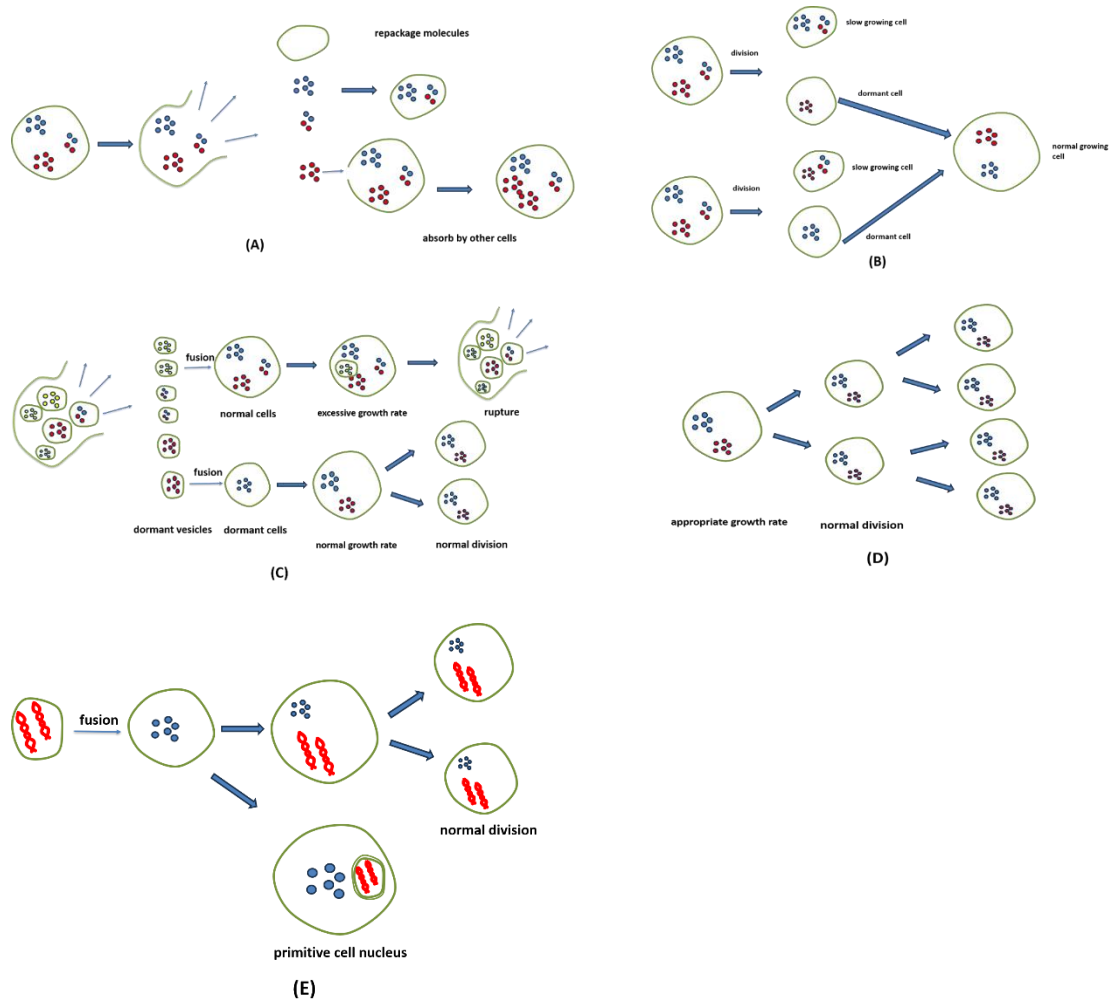 repackage molecules
absorb by other cells
(A)
division
slow growing cell
dormant cell
normal growing
cell
division
slow growing cell
dormant cell
(B)
fusion
normal cells
excessive growth rate
rupture
fusion
dormant vesicles
dormant cells
normal growth rate
normal division
(C)
appropriate growth rate
normal division
(D)
fusion
normal division
primitive cell nucleus
(E)